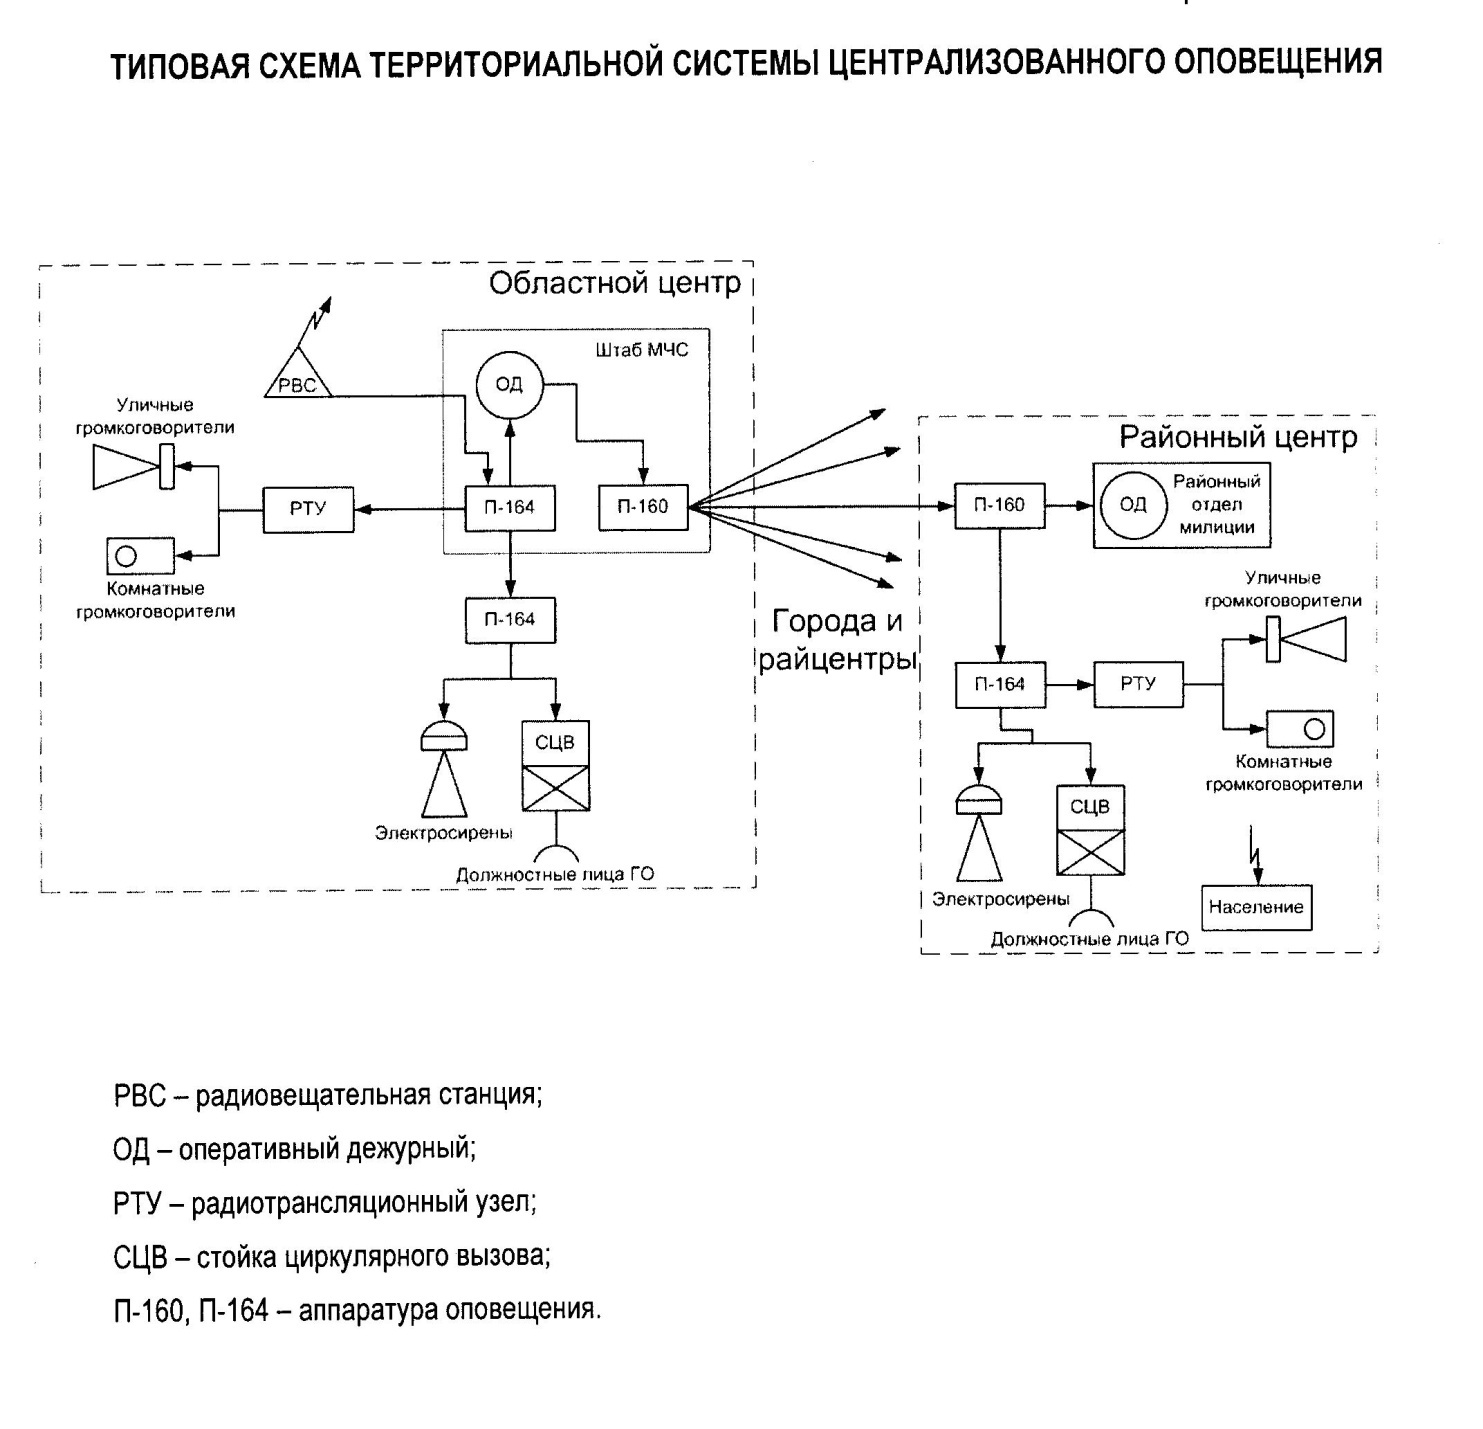 ТИПОВАЯ СХЕМА ТЕРРИТОРИАЛЬНОЙ СИСТЕМЫ ЦЕНТРАЛИЗОВАННОГО ОПОВЕЩЕНИЯ
Областной центр
Штаб МЧС
ОД
РВС
Уличные
громкоговорители
РТУ
П-164
П-160
Комнатные
громкоговорители
П-164
СЦВ
Электросирены
Должностные лица ГО
Города и
райцентры
Районный центр
П-160
ОД
Районный
отдел
милиции
Уличные
громкоговорители
П-164
РТУ
Комнатные
громкоговорители
СЦВ
Электросирены
Население
Должностные лица ГО
РВС – радиовещательная станция;
ОД – оперативный дежурный;
РТУ – радиотрансляционный узел;
СЦВ – стойка циркулярного вызова;
П-160, П-164 – аппаратура оповещения.